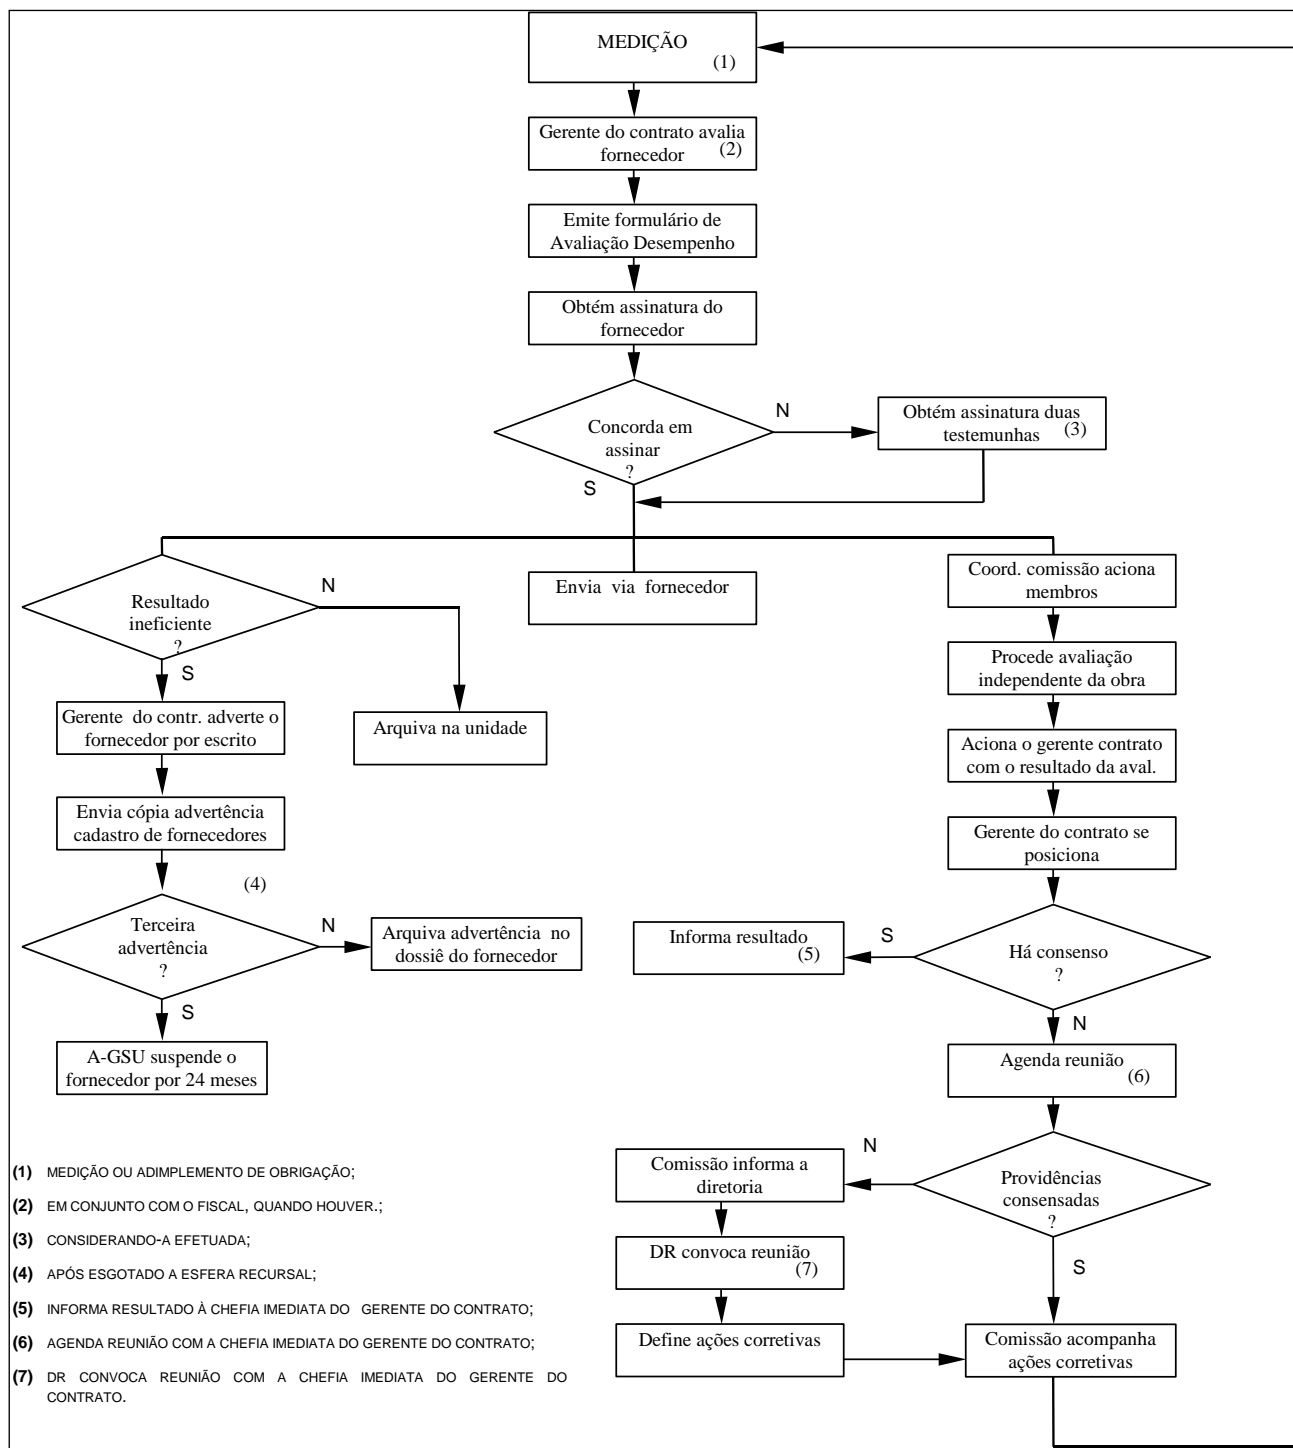 MEDIÇÃO
(1)
Gerente do contrato avalia
fornecedor (2)
Emite formulário de
Avaliação Desempenho
Obtém assinatura do
fornecedor
Concorda em
assinar
?
N
S
Obtém assinatura duas
testemunhas (3)
Resultado
ineficiente
?
N
S
Envia via fornecedor
Coord. comissão aciona
membros
Procede avaliação
independente da obra
Gerente do contr. adverte o
fornecedor por escrito
Arquiva na unidade
Aciona o gerente contrato
com o resultado da aval.
Envia cópia advertência
cadastro de fornecedores
Gerente do contrato se
posiciona
(4)
Terceira
advertência
?
N
S
Arquiva advertência no
dossiê do fornecedor
Informa resultado
(5)
S
Há consenso
?
N
A-GSU suspende o
fornecedor por 24 meses
Agenda reunião
(6)
Comissão informa a
diretoria
N
Providências
consensadas
?
S
DR convoca reunião
(7)
Define ações corretivas
Comissão acompanha
ações corretivas
(1) MEDIÇÃO OU ADIMPLEMENTO DE OBRIGAÇÃO;
(2) EM CONJUNTO COM O FISCAL, QUANDO HOUVER.;
(3) CONSIDERANDO-A EFETUADA;
(4) APÓS ESGOTADO A ESFERA RECURSAL;
(5) INFORMA RESULTADO À CHEFIA IMEDIATA DO GERENTE DO CONTRATO;
(6) AGENDA REUNIÃO COM A CHEFIA IMEDIATA DO GERENTE DO CONTRATO;
(7) DR CONVOCA REUNIÃO COM A CHEFIA IMEDIATA DO GERENTE DO
CONTRATO.